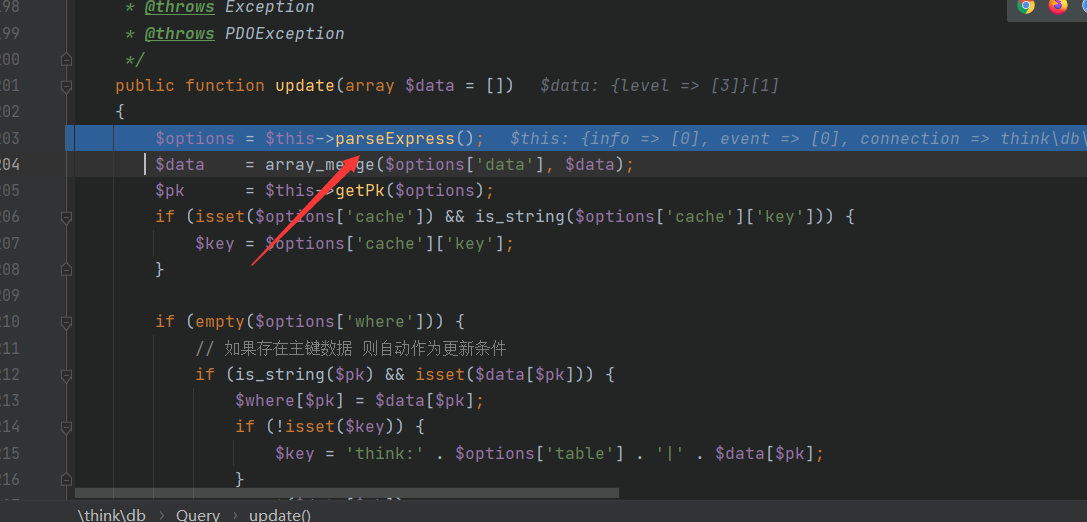 198 * @throws Exception
199 * @throws PDOException
200 */
201 public function update(array $data = []) $data: {level => [3]}[1]
202 {
203 $options = $this->parseExpress(); $this: {info => [0], event => [0], connection => think\db\
204 $data = array_merge($options['data'], $data);
205 $pk = $this->getPk($options);
206 if (isset($options['cache']) && is_string($options['cache']['key'])) {
207 $key = $options['cache']['key'];
208 }
209
210 if (empty($options['where'])) {
211 // 如果存在主键数据 则自动作为更新条件
212 if (is_string($pk) && isset($data[$pk])) {
213 $where[$pk] = $data[$pk];
214 if (!isset($key)) {
215 $key = 'think:' . $options['table'] . '|' . $data[$pk];
216 }
\think\db › Query › update()